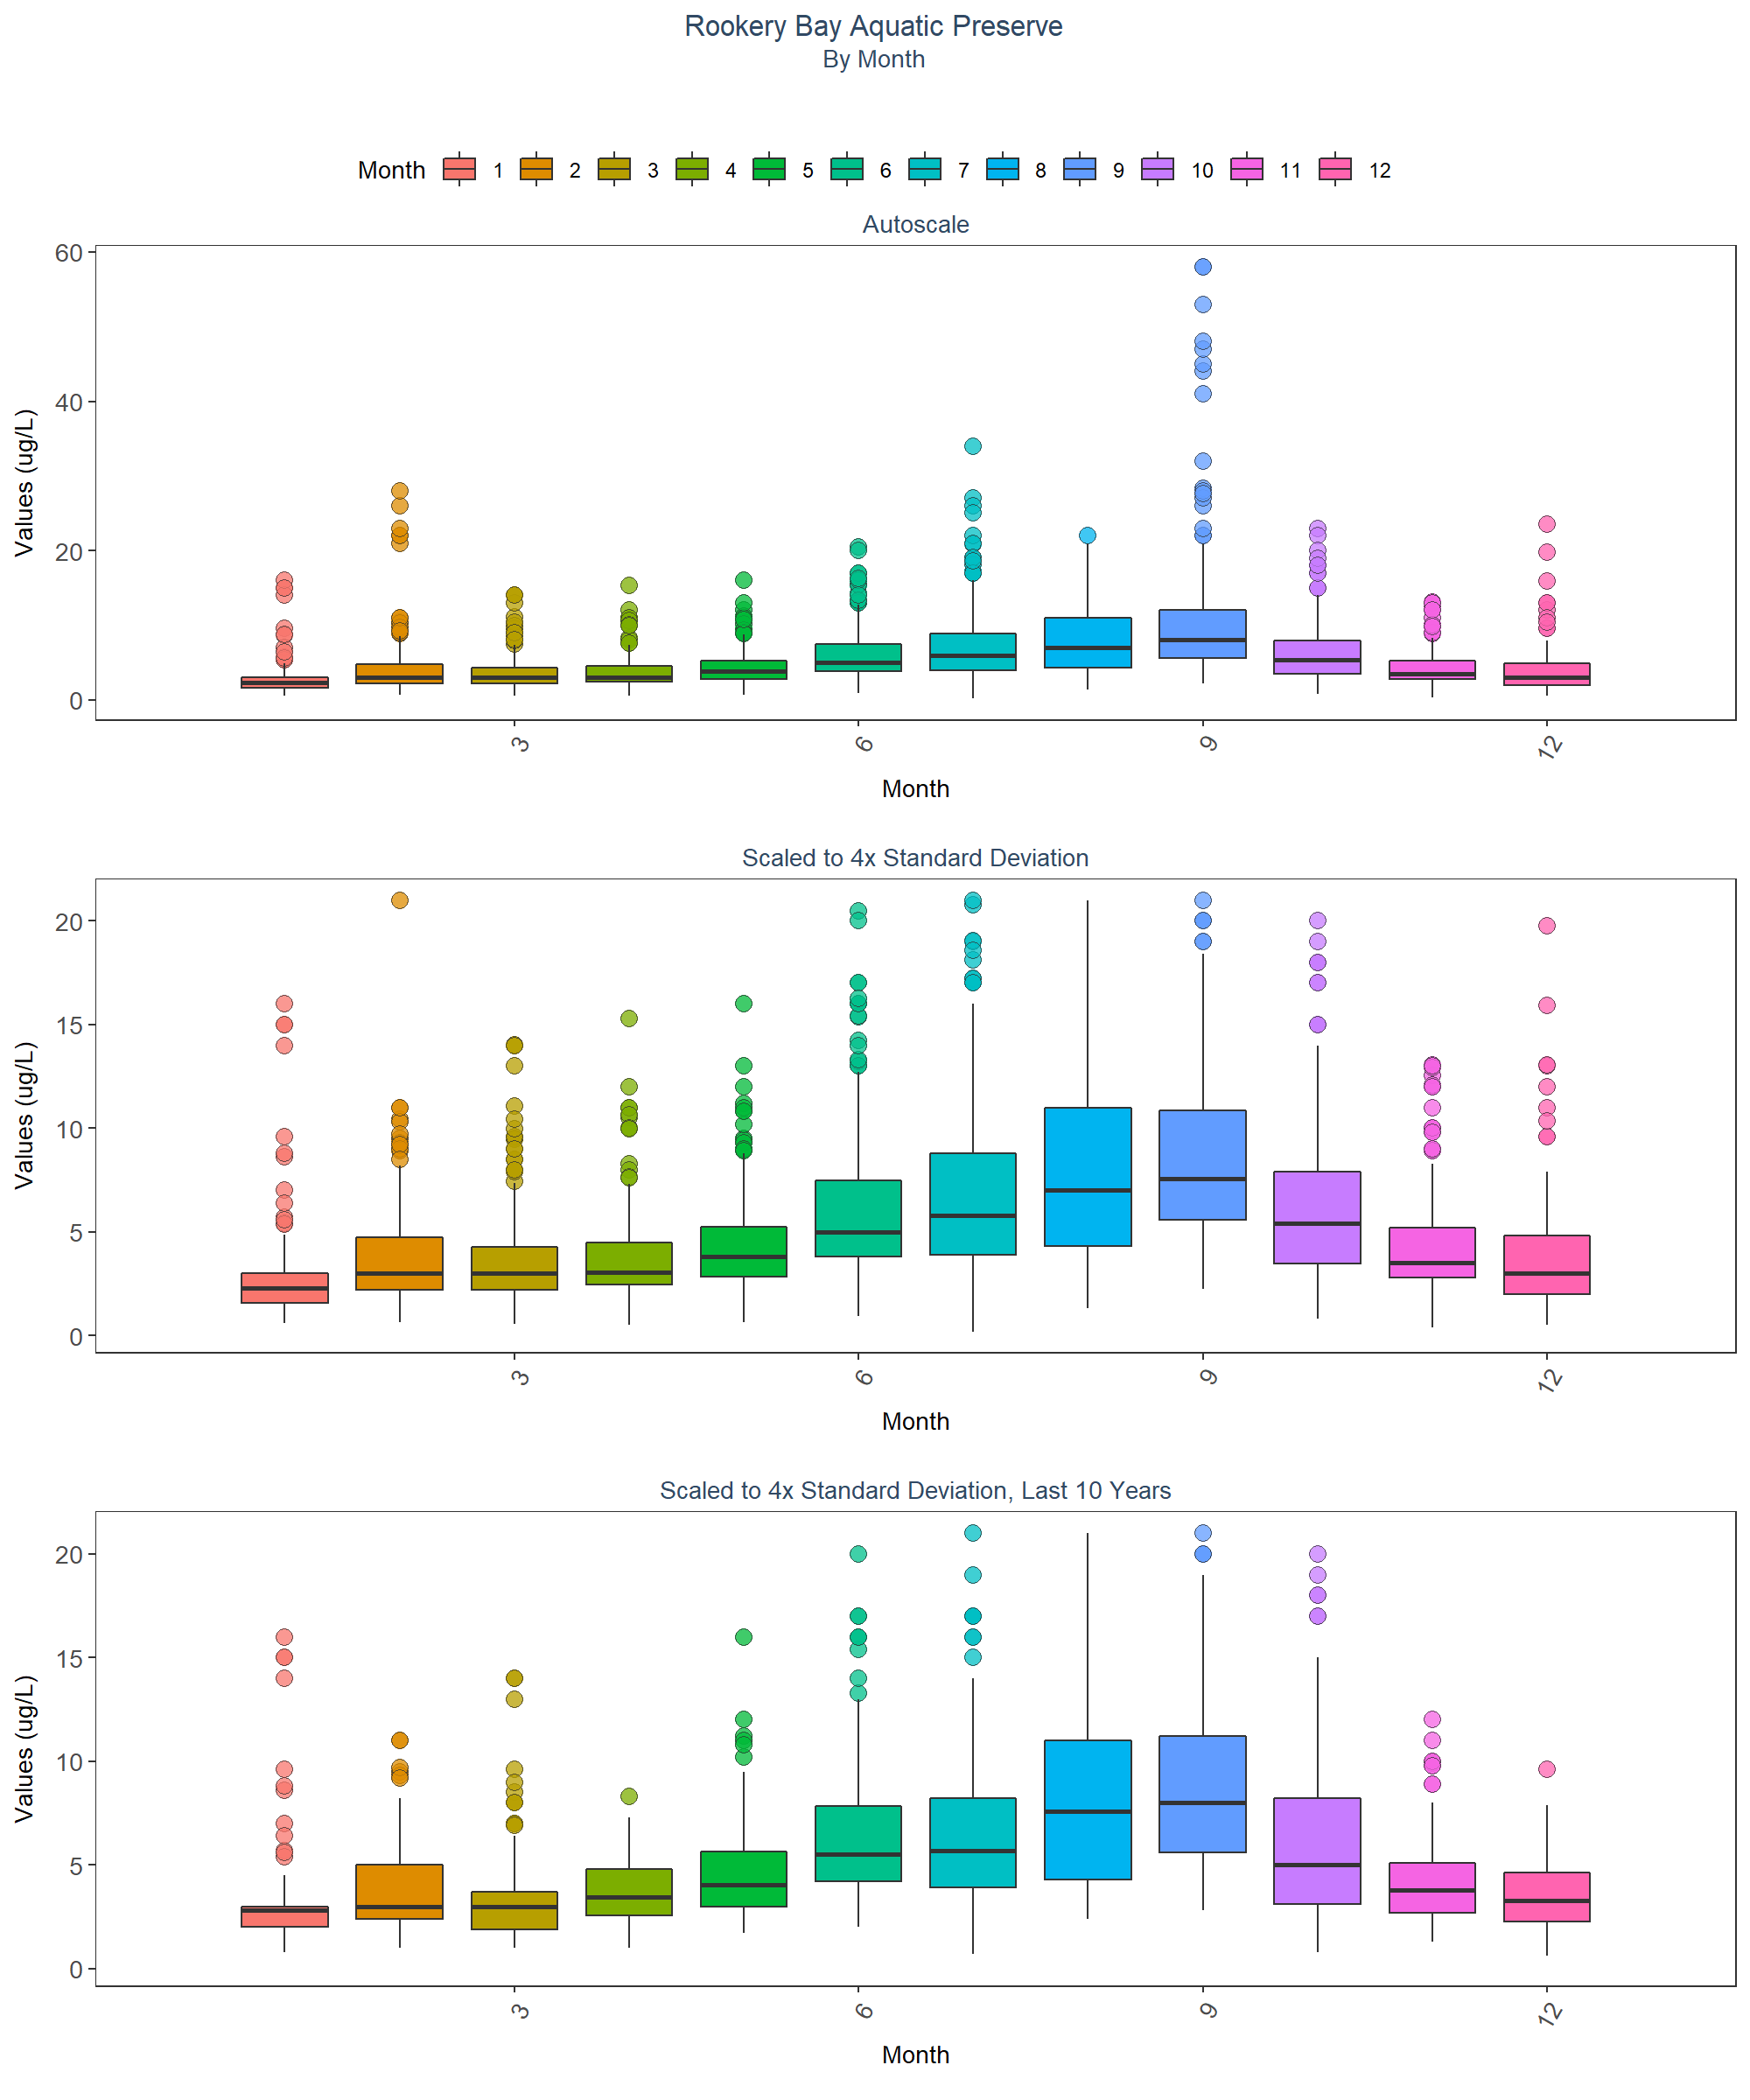 Rookery Bay Aquatic Preserve
By Month
Month 1 2 3 4 5 6 7 8 9 10 11 12
Autoscale
Values (ug/L)
60
40
20
0
3 6 9 12
Month
Scaled to 4x Standard Deviation
Values (ug/L)
20
15
10
5
0
3 6 9 12
Month
Scaled to 4x Standard Deviation, Last 10 Years
Values (ug/L)
20
15
10
5
0
3 6 9 12
Month